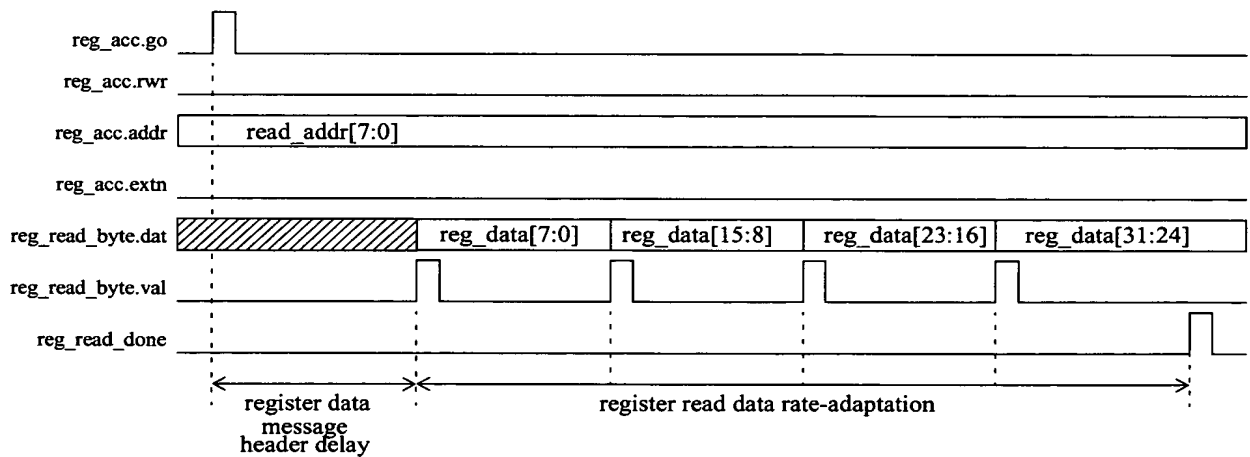 reg_acc.go
reg_acc.rwr
reg_acc.addr read_addr[7:0]
reg_acc.extn
reg_read_byte.dat reg_data[7:0] reg_data[15:8] reg_data[23:16] reg_data[31:24]
reg_read_byte.val
reg_read_done
register data
message
header delay
register read data rate-adaptation